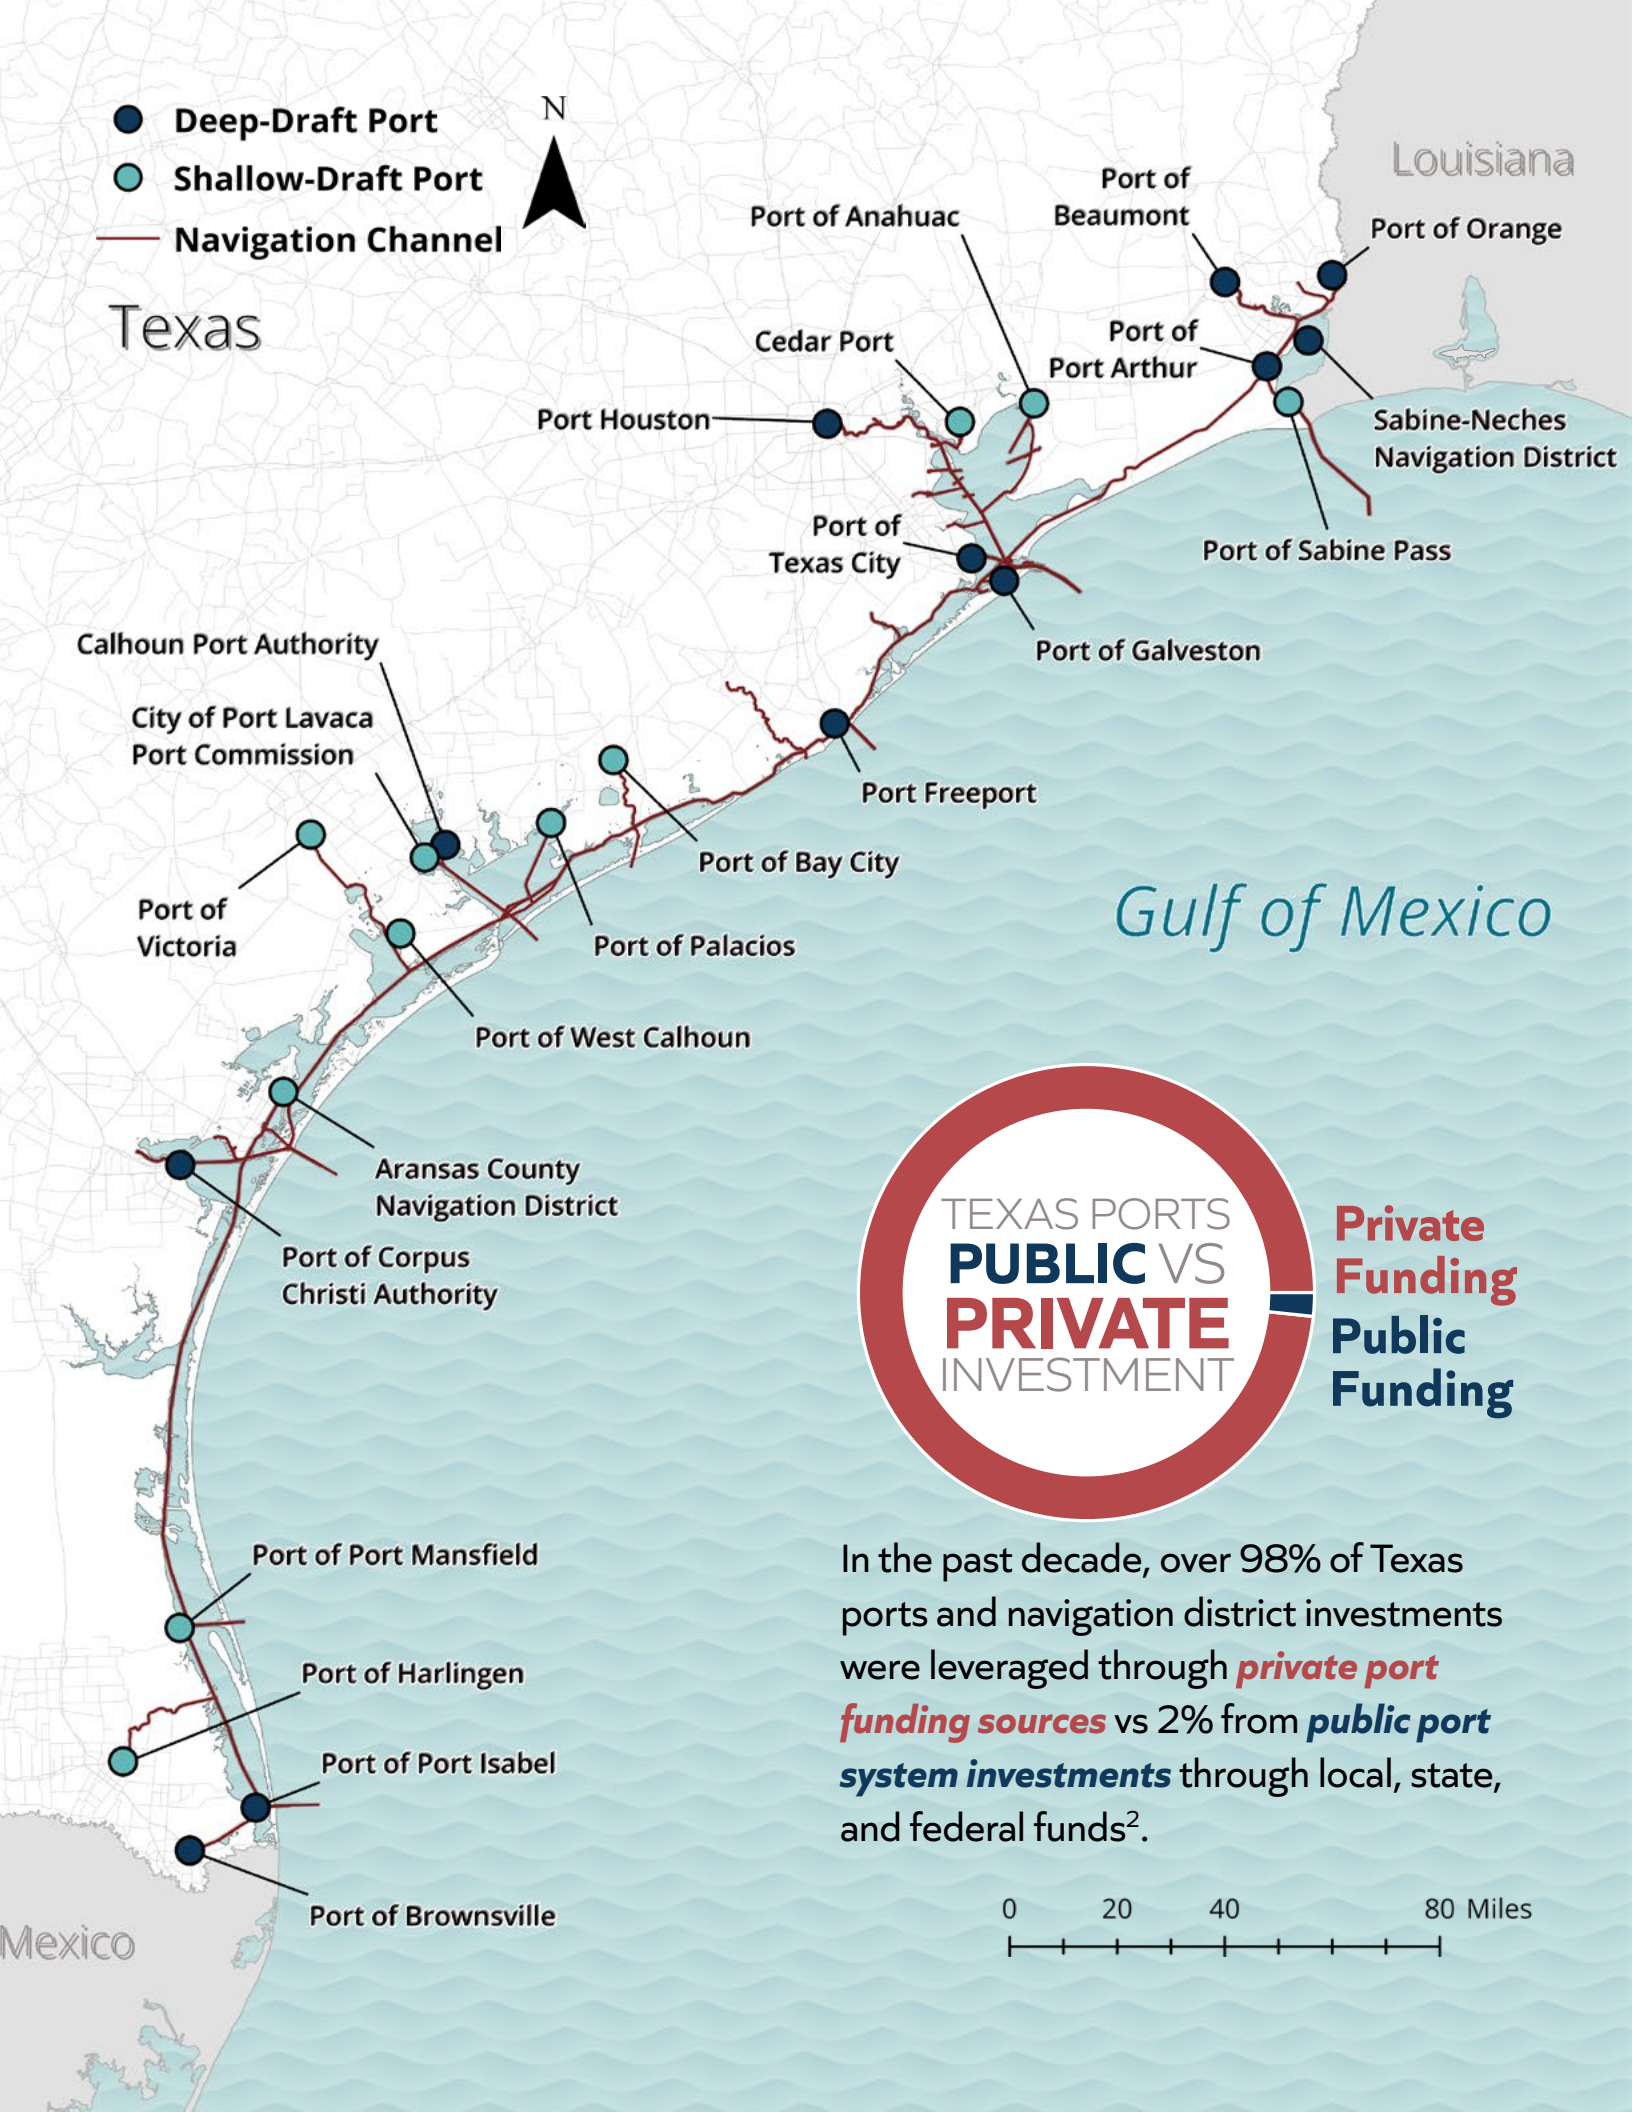 Deep-Draft Port
Shallow-Draft Port
Navigation Channel
N
Texas
Louisiana
Port of
Beaumont
Port of Anahuac
Port of Orange
Cedar Port
Port of
Port Arthur
Port Houston
Sabine-Neches
Navigation District
Port of
Texas City
Port of Sabine Pass
Port of Galveston
Calhoun Port Authority
City of Port Lavaca
Port Commission
Port Freeport
Port of Bay City
Port of
Victoria
Port of Palacios
Gulf of Mexico
Port of West Calhoun
Aransas County
Navigation District
Port of Corpus
Christi Authority
TEXAS PORTS
PUBLIC VS
PRIVATE
INVESTMENT
Private
Funding
Public
Funding
Port of Port Mansfield
Port of Harlingen
Port of Port Isabel
Port of Brownsville
Mexico
In the past decade, over 98% of Texas
ports and navigation district investments
were leveraged through private port
funding sources vs 2% from public port
system investments through local, state,
and federal funds².
0 20 40 80 Miles